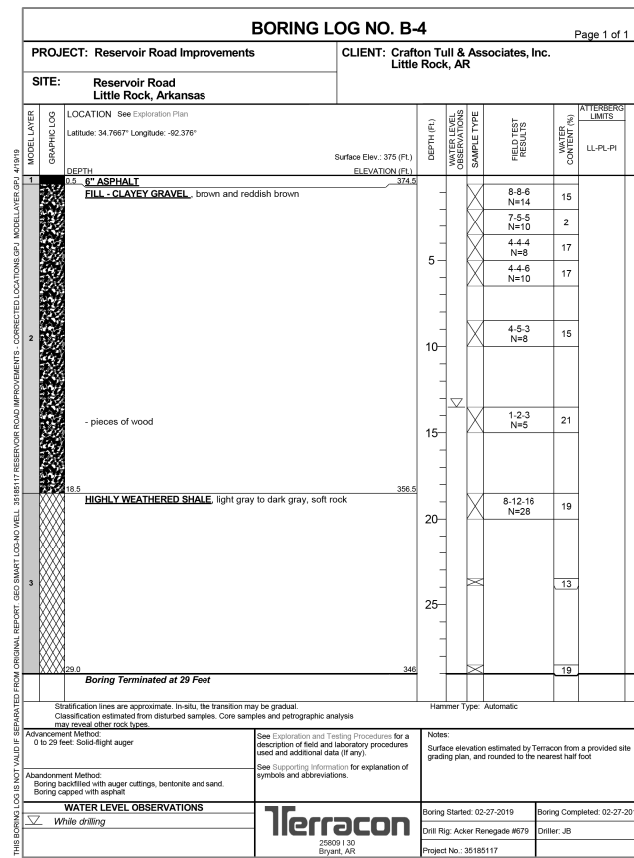 BORING LOG NO. B-4
Page 1 of 1
PROJECT: Reservoir Road Improvements
CLIENT: Crafton Tull & Associates, Inc.
Little Rock, AR
SITE: Reservoir Road
Little Rock, Arkansas
MODEL LAYER
GRAPHIC LOG
LOCATION See Exploration Plan
Latitude: 34.7667° Longitude: -92.376°
Surface Elev.: 375 (Ft.)
DEPTH
ELEVATION (Ft.)
DEPTH (Ft.)
WATER LEVEL OBSERVATIONS
SAMPLE TYPE
FIELD TEST RESULTS
WATER CONTENT (%)
ATTERBERG LIMITS
LL-PL-PI
1
0.5 6" ASPHALT 374.5
FILL - CLAYEY GRAVEL, brown and reddish brown
8-8-6
N=14
15
7-5-5
N=10
2
4-4-4
N=8
17
5
4-4-6
N=10
17
2
4-5-3
N=8
15
10
- pieces of wood
1-2-3
N=5
21
15
18.5 356.5
HIGHLY WEATHERED SHALE, light gray to dark gray, soft rock
8-12-16
N=28
19
20
3
13
25
29.0 346
19
Boring Terminated at 29 Feet
Stratification lines are approximate. In-situ, the transition may be gradual.
Classification estimated from disturbed samples. Core samples and petrographic analysis
may reveal other rock types.
Hammer Type: Automatic
Advancement Method:
0 to 29 feet: Solid-flight auger
Abandonment Method:
Boring backfilled with auger cuttings, bentonite and sand.
Boring capped with asphalt
See Exploration and Testing Procedures for a
description of field and laboratory procedures
used and additional data (If any).
See Supporting Information for explanation of
symbols and abbreviations.
Notes:
Surface elevation estimated by Terracon from a provided site
grading plan, and rounded to the nearest half foot
WATER LEVEL OBSERVATIONS
While drilling
Terracon
25809 I 30
Bryant, AR
Boring Started: 02-27-2019
Boring Completed: 02-27-20
Drill Rig: Acker Renegade #679
Driller: JB
Project No.: 35185117
THIS BORING LOG IS NOT VALID IF SEPARATED FROM ORIGINAL REPORT. GEO SMART LOG-NO WELL 35185117 RESERVOIR ROAD IMPROVEMENTS - CORRECTED LOCATIONS.GPJ MODELLAYER.GPJ 4/19/19